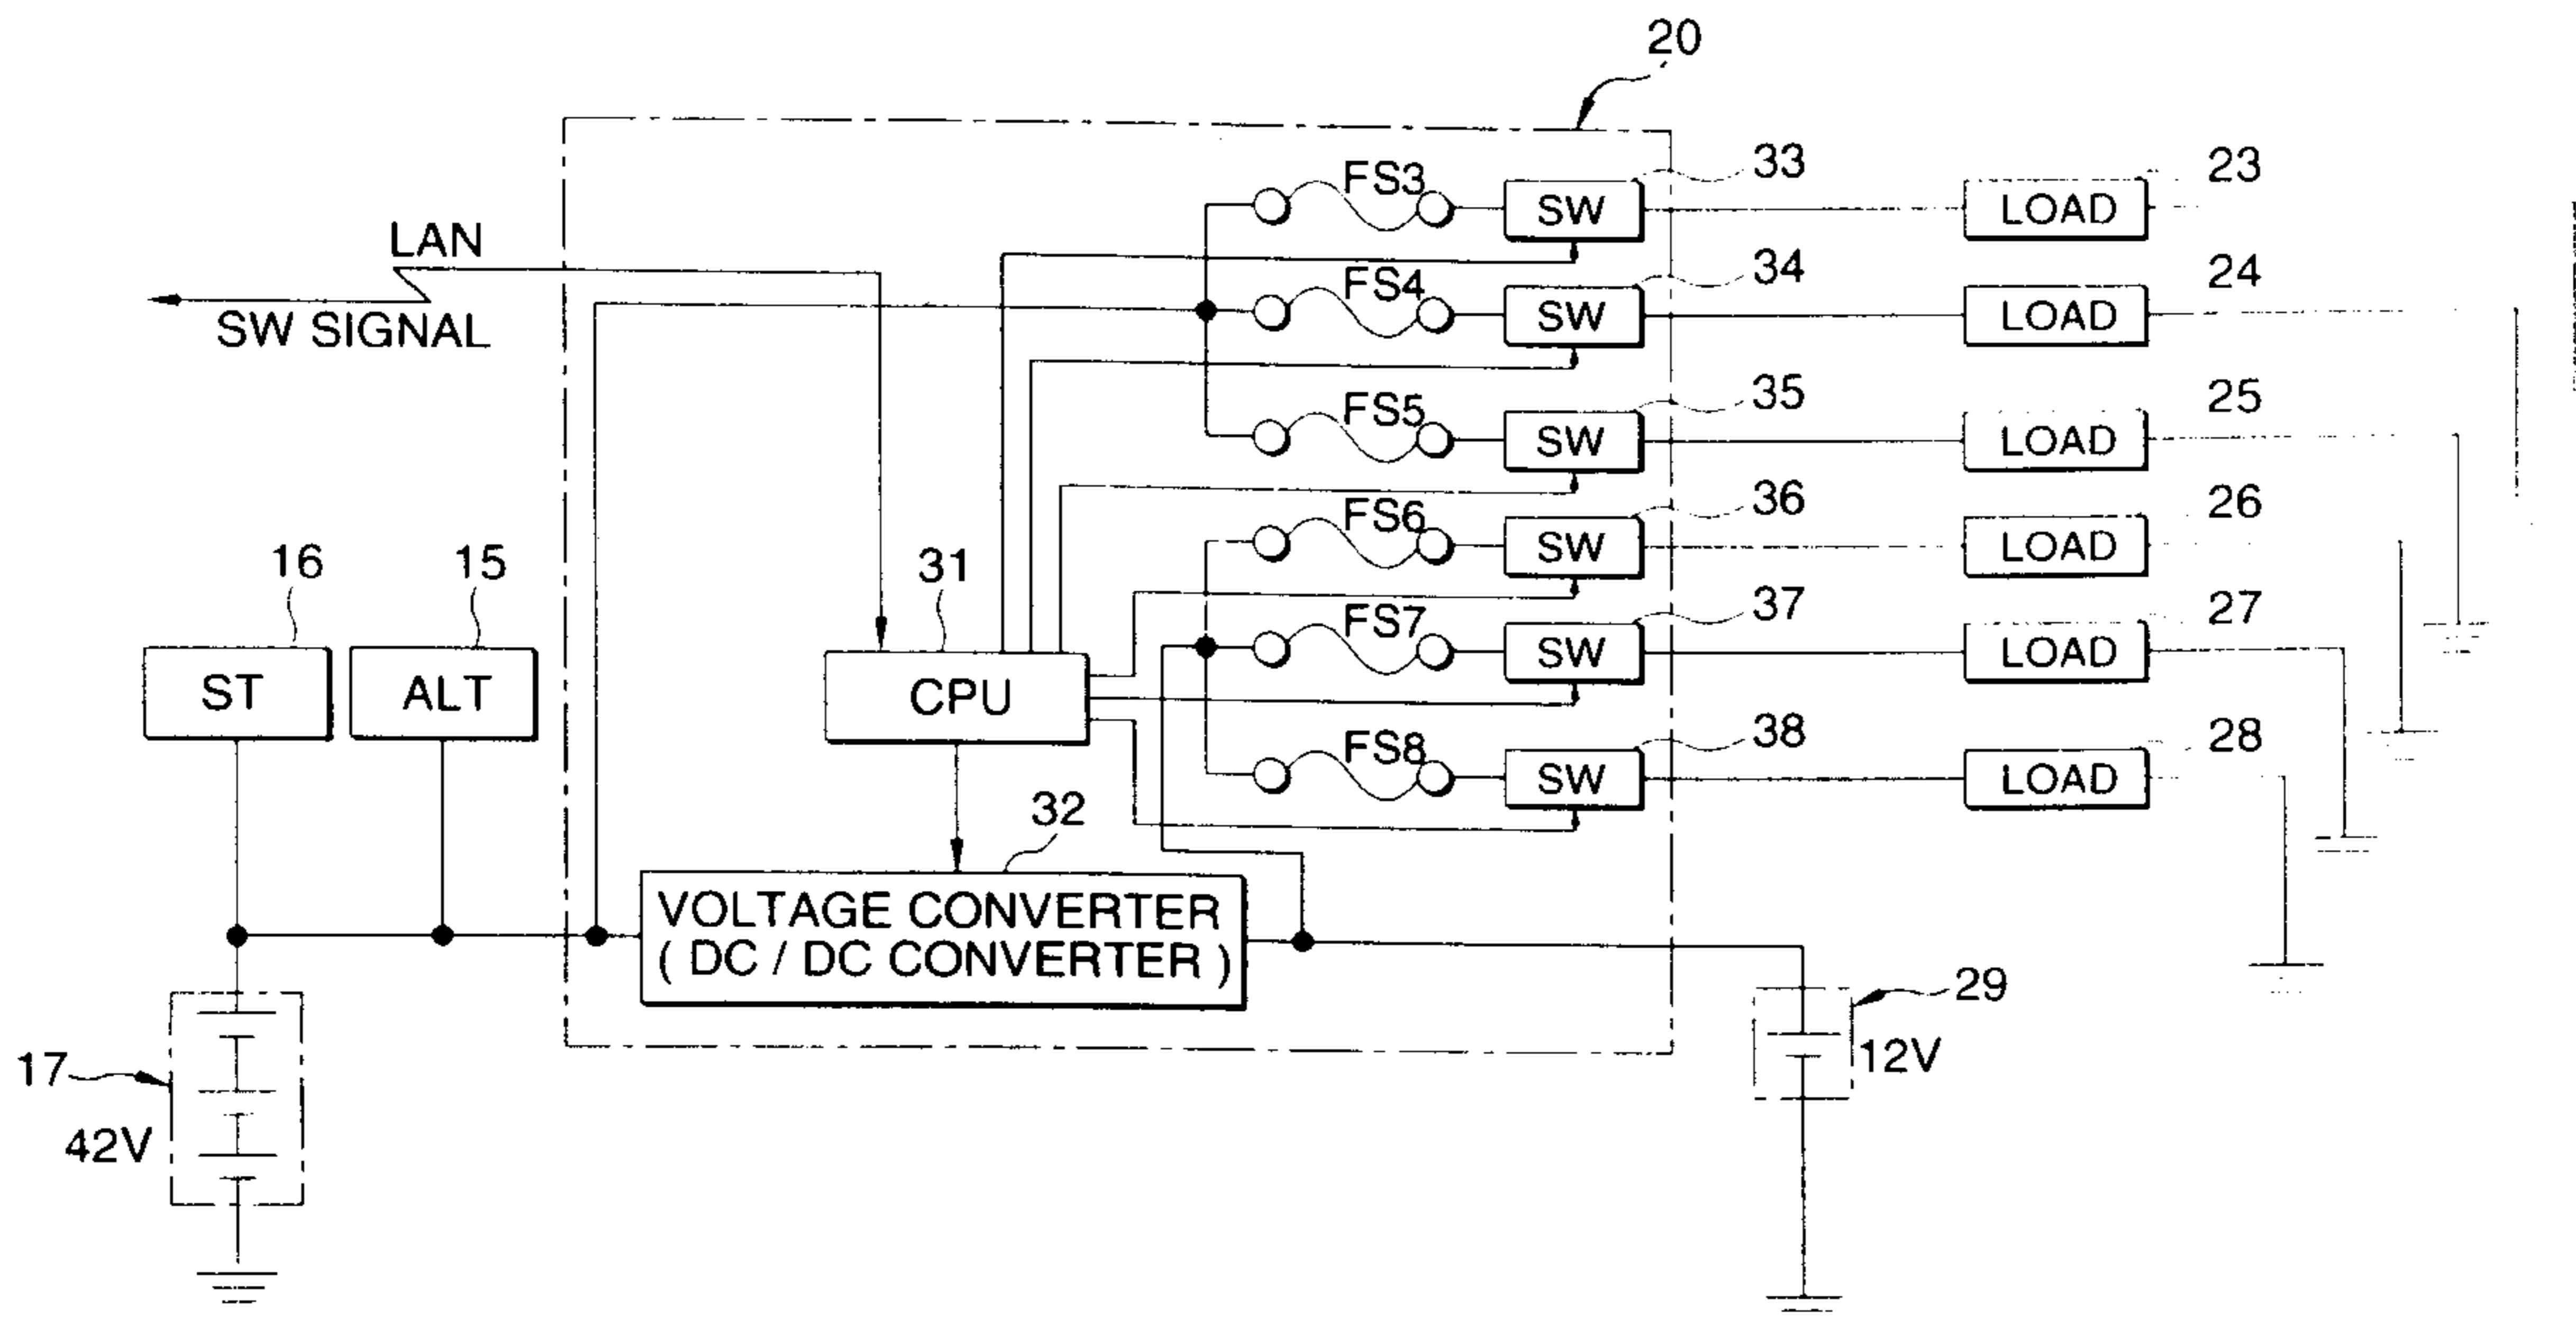 20
FS3
33
SW
LOAD
23
LAN
SW SIGNAL
FS4
34
SW
LOAD
24
FS5
35
SW
LOAD
25
FS6
36
SW
LOAD
26
16
15
31
ST
ALT
CPU
FS7
37
SW
LOAD
27
FS8
38
SW
LOAD
28
32
VOLTAGE CONVERTER
( DC / DC CONVERTER )
29
12V
17
42V